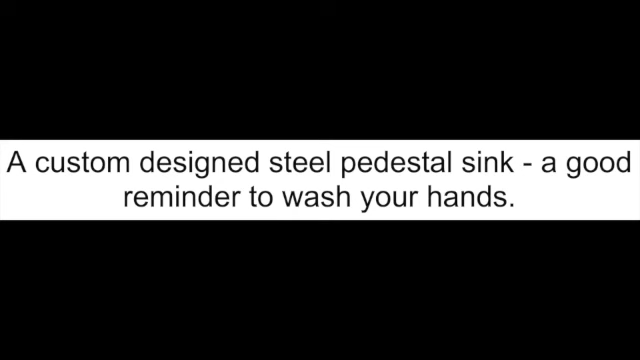 A custom designed steel pedestal sink - a good
reminder to wash your hands.